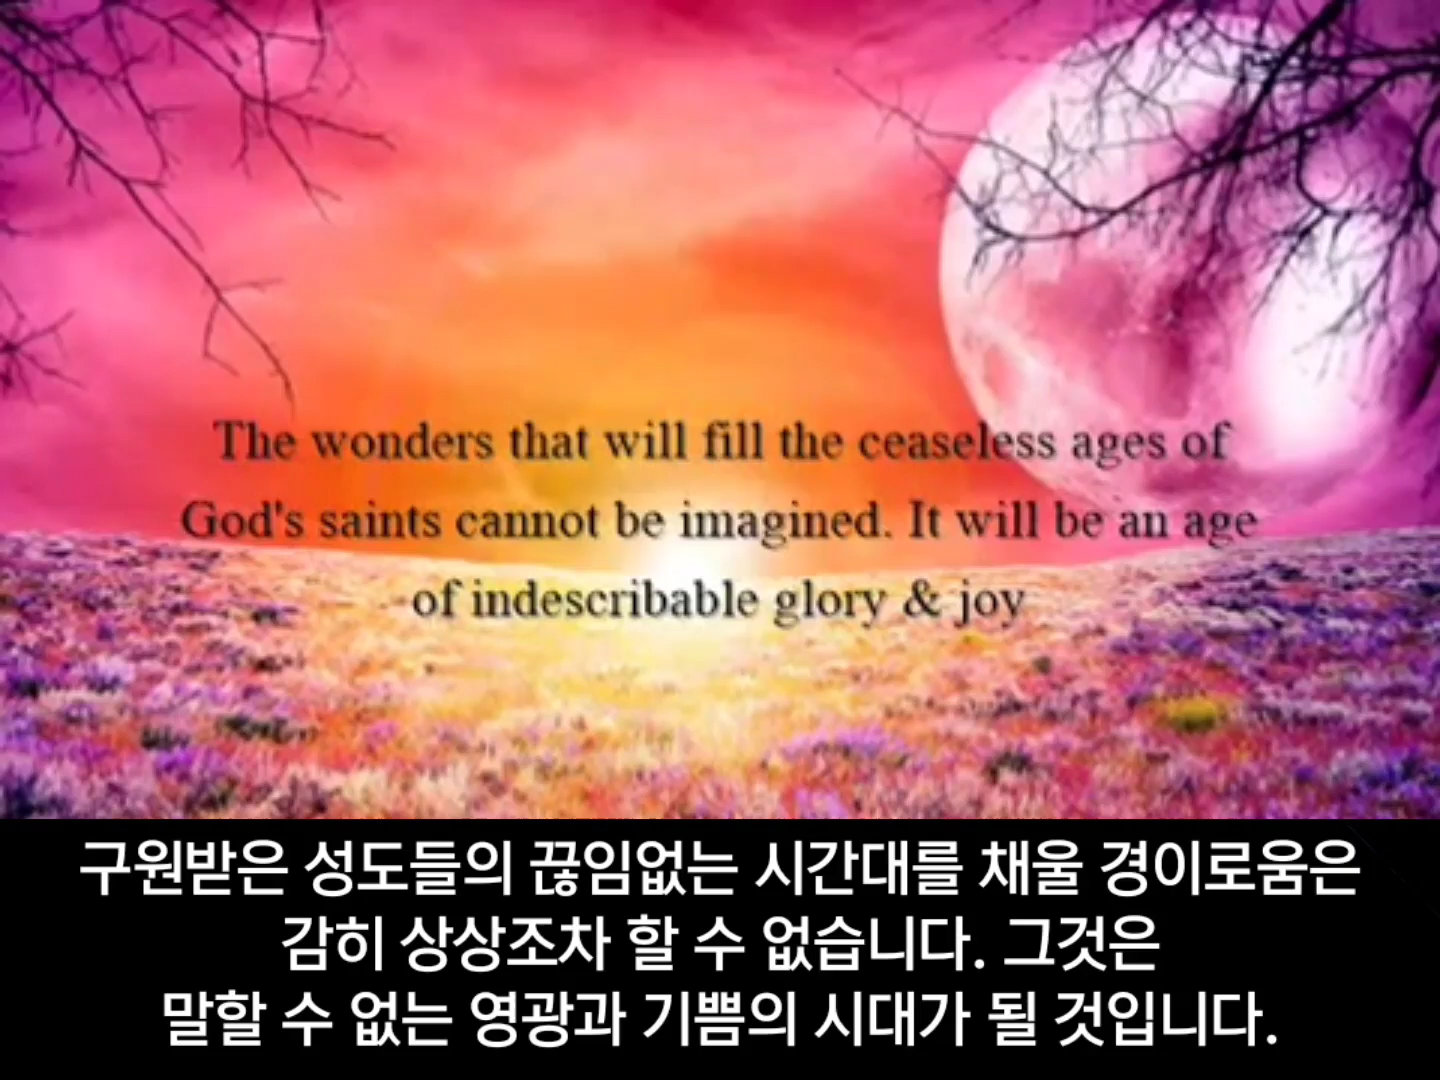 The wonders that will fill the ceaseless ages of
God's saints cannot be imagined. It will be an age
of indescribable glory & joy
구원받은 성도들의 끊임없는 시간대를 채울 경이로움은
감히 상상조차 할 수 없습니다. 그것은
말할 수 없는 영광과 기쁨의 시대가 될 것입니다.